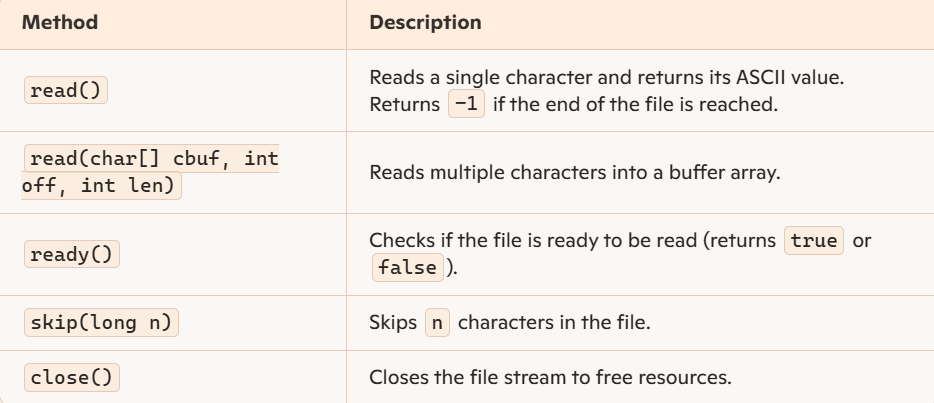 Method Description
read() Reads a single character and returns its ASCII value.
Returns -1 if the end of the file is reached.
read(char[] cbuf, int
off, int len) Reads multiple characters into a buffer array.
ready() Checks if the file is ready to be read (returns true or
false ).
skip(long n) Skips n characters in the file.
close() Closes the file stream to free resources.